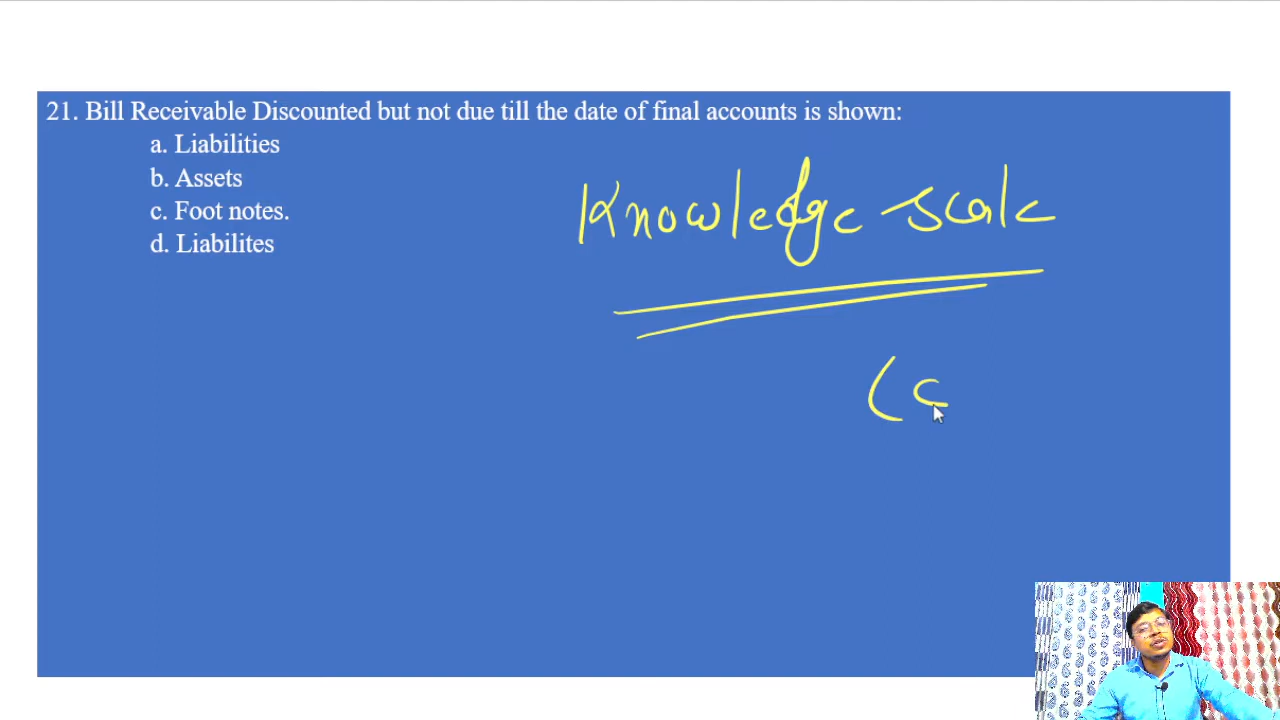 21. Bill Receivable Discounted but not due till the date of final accounts is shown:
a. Liabilities
b. Assets
c. Foot notes.
d. Liabilites
Knowledge scale
(c